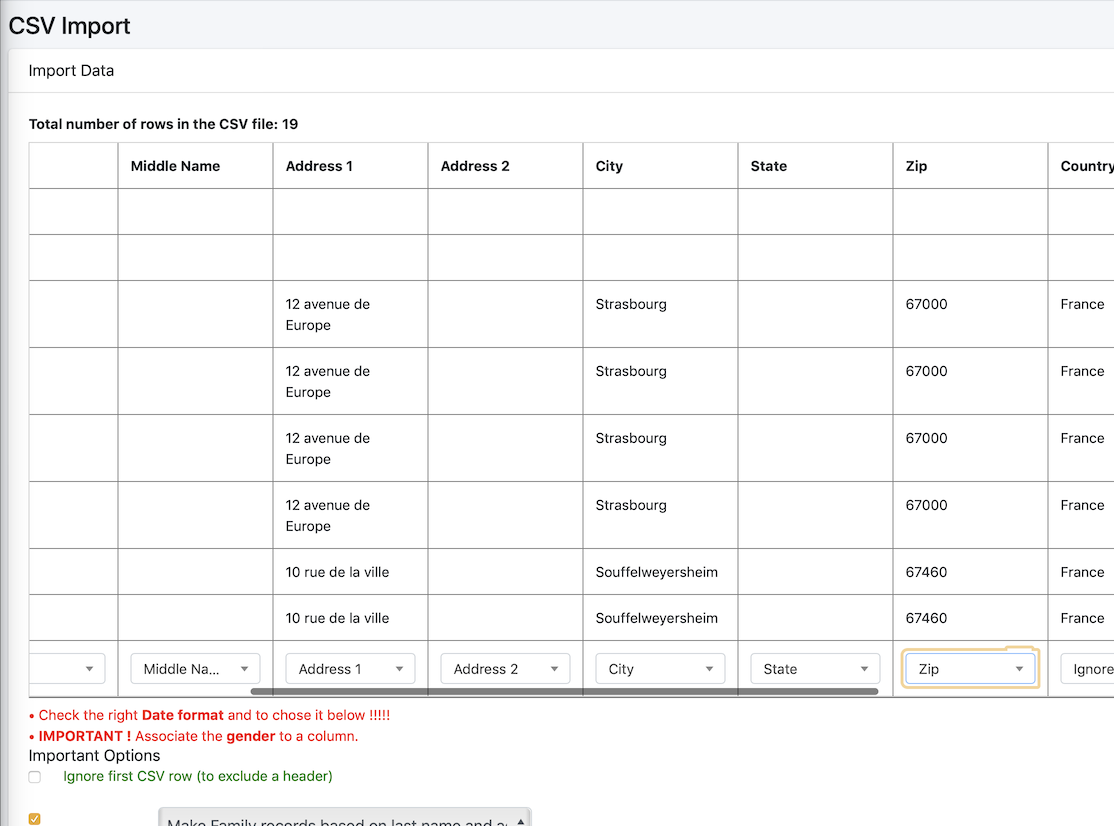 CSV Import
Import Data
Total number of rows in the CSV file: 19
Middle Name Address 1 Address 2 City State Zip Country
12 avenue de Europe Strasbourg 67000 France
12 avenue de Europe Strasbourg 67000 France
12 avenue de Europe Strasbourg 67000 France
12 avenue de Europe Strasbourg 67000 France
10 rue de la ville Souffelweyersheim 67460 France
10 rue de la ville Souffelweyersheim 67460 France
Middle Na... Address 1 Address 2 City State Zip Ignore
• Check the right Date format and to chose it below !!!!!
• IMPORTANT ! Associate the gender to a column.
Important Options
Ignore first CSV row (to exclude a header)
Make Family records based on last name and a